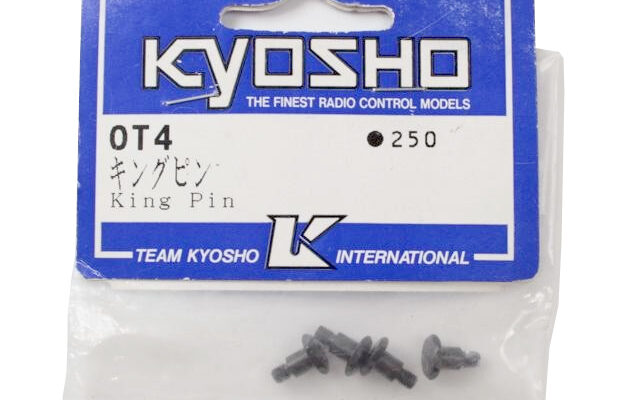 KYOSHO
THE FINEST RADIO CONTROL MODELS
OT4 ●250
キングピン
King Pin
TEAM KYOSHO K INTERNATIONAL